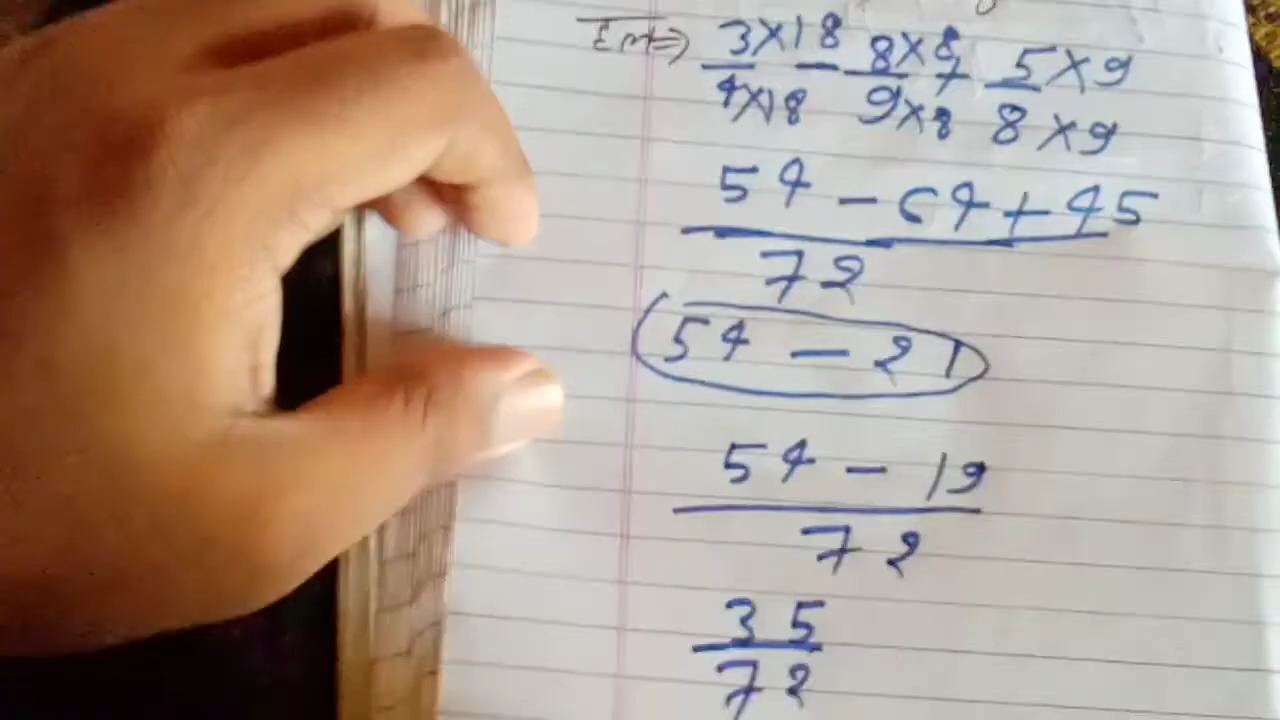 3×18 - 8×8 + 5×9
4×18 9×8 8×9
54 - 64 + 45
72
54 - 21
54 - 19
72
35
72